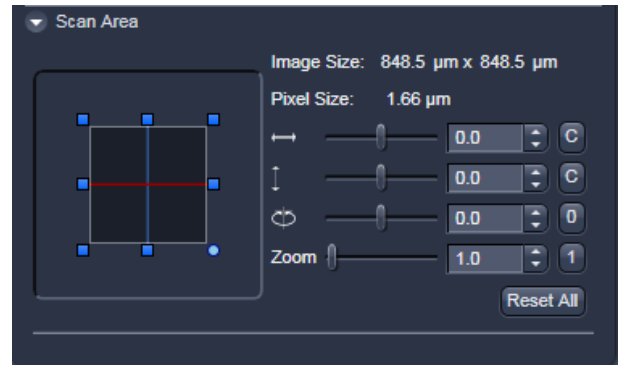 Scan Area
Image Size: 848.5 µm x 848.5 µm
Pixel Size: 1.66 µm
0.0 C
0.0 C
0.0 0
Zoom 1.0 1
Reset All